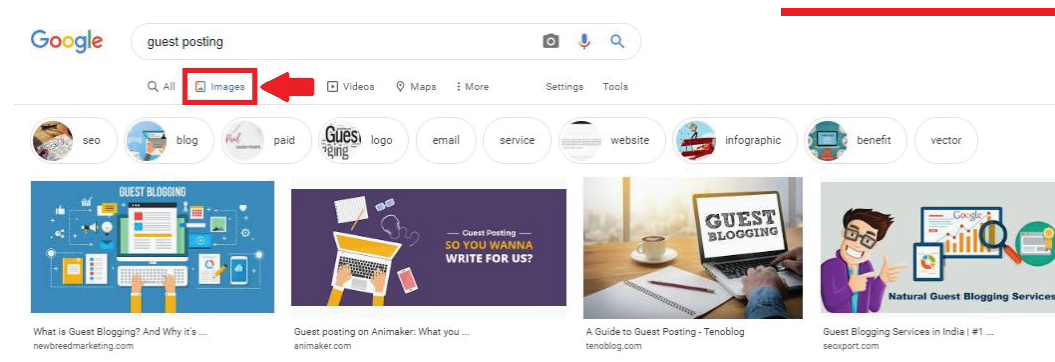 Google
guest posting
All Images Videos Maps More Settings Tools
seo blog paid Gues logo email service website infographic benefit vector
ging
GUEST BLOGGING
Guest Posting
SO YOU WANNA
WRITE FOR US?
GUEST
BLOGGING
Google
Natural Guest Blogging Services
What is Guest Blogging? And Why it's ...
newbreedmarketing.com
Guest posting on Animaker: What you ...
animaker.com
A Guide to Guest Posting - Tenoblog
tenoblog.com
Guest Blogging Services in India | #1 ...
seoxport.com